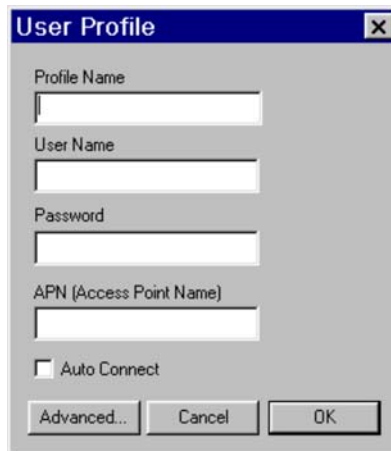 User Profile
Profile Name
User Name
Password
APN (Access Point Name)
Auto Connect
Advanced... Cancel OK